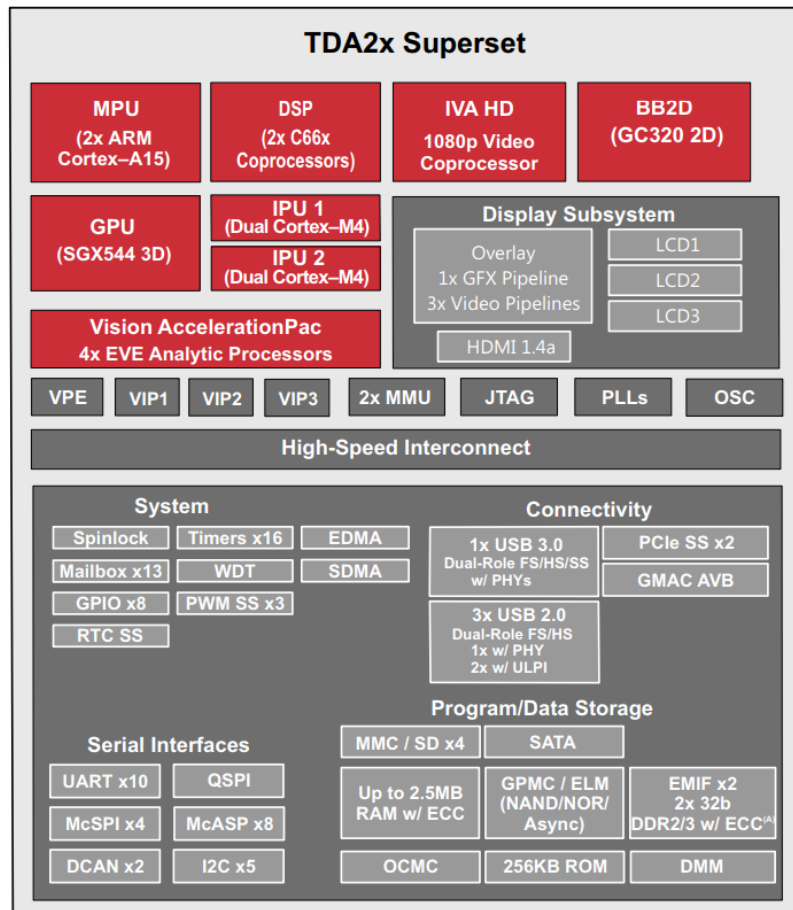 TDA2x Superset
MPU
(2x ARM
Cortex–A15)
DSP
(2x C66x
Coprocessors)
IVA HD
1080p Video
Coprocessor
BB2D
(GC320 2D)
GPU
(SGX544 3D)
IPU 1
(Dual Cortex–M4)
IPU 2
(Dual Cortex–M4)
Display Subsystem
Overlay
1x GFX Pipeline
3x Video Pipelines
LCD1
LCD2
LCD3
HDMI 1.4a
Vision AccelerationPac
4x EVE Analytic Processors
VPE
VIP1
VIP2
VIP3
2x MMU
JTAG
PLLs
OSC
High-Speed Interconnect
System
Spinlock
Timers x16
EDMA
Mailbox x13
WDT
SDMA
GPIO x8
PWM SS x3
RTC SS
Connectivity
1x USB 3.0
Dual-Role FS/HS/SS
w/ PHYs
PCIe SS x2
GMAC AVB
3x USB 2.0
Dual-Role FS/HS
1x w/ PHY
2x w/ ULPI
Serial Interfaces
UART x10
QSPI
McSPI x4
McASP x8
DCAN x2
I2C x5
Program/Data Storage
MMC / SD x4
SATA
Up to 2.5MB
RAM w/ ECC
GPMC / ELM
(NAND/NOR/
Async)
EMIF x2
2x 32b
DDR2/3 w/ ECC(A)
OCMC
256KB ROM
DMM